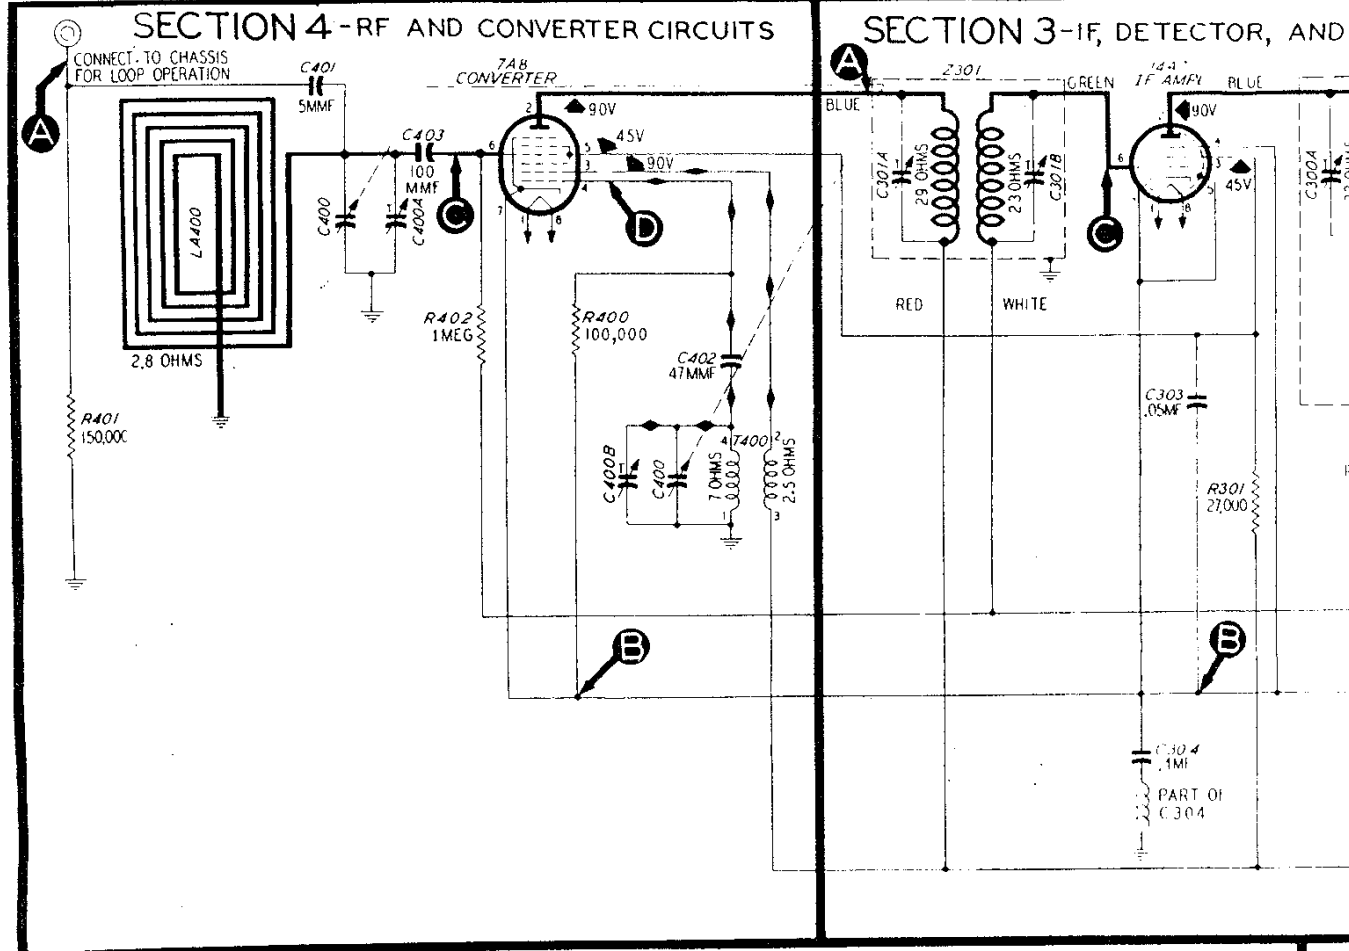 SECTION 4-RF AND CONVERTER CIRCUITS
SECTION 3-IF, DETECTOR, AND
CONNECT. TO CHASSIS
FOR LOOP OPERATION
C401
5MMF
7A8
CONVERTER
A
Z301
IF AMPL
BLUE
GREEN
BLUE
A
2
90V
90V
C403
100
MMF
6
5
45V
3
90V
4
7
1
8
C
D
LA400
C400
C400A
C301A
29 OHMS
23 OHMS
C301B
6
4
3
5
1
8
45V
C
C300A
2.8 OHMS
R402
1 MEG
R400
100,000
RED
WHITE
C402
47MMF
R401
C303
.05MF
4
T400
2
C400B
C400
7 OHMS
2.5 OHMS
1
3
R301
27,000
B
B
C304
PART OF
C304